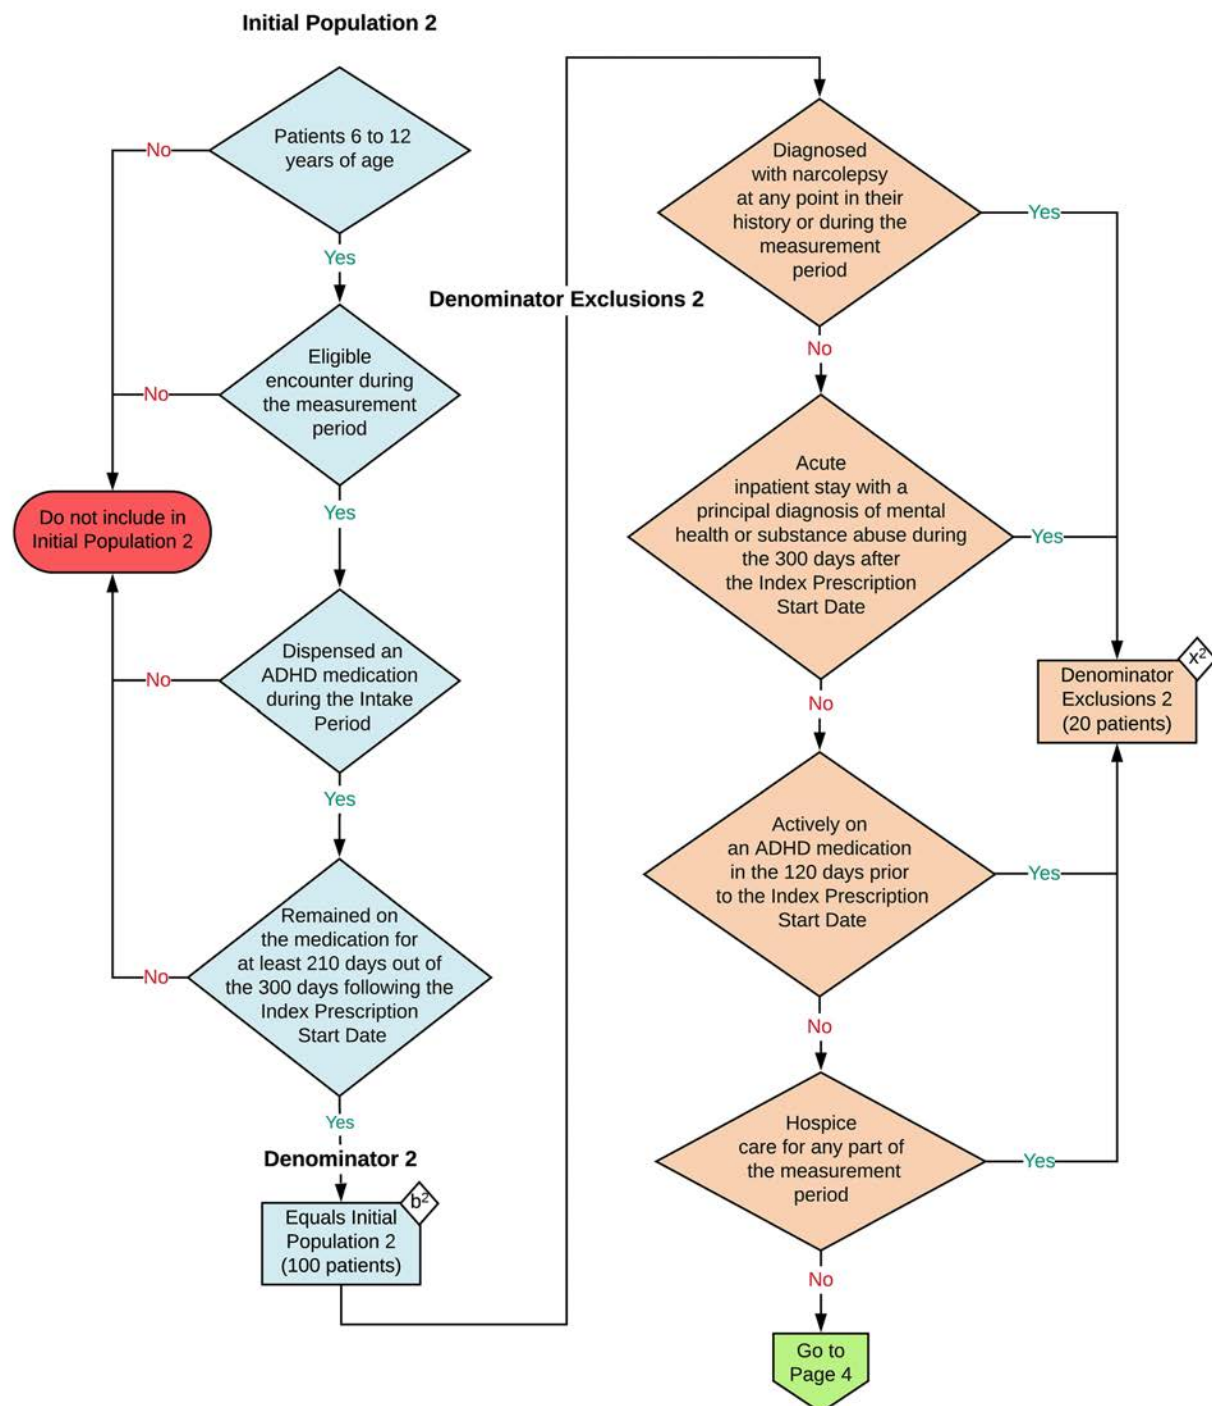 Initial Population 2
Patients 6 to 12
years of age
No
Yes
Eligible
encounter during
the measurement
period
No
Yes
Do not include in
Initial Population 2
Dispensed an
ADHD medication
during the Intake
Period
No
Yes
Remained on
the medication for
at least 210 days out of
the 300 days following the
Index Prescription
Start Date
No
Yes
Denominator 2
b²
Equals Initial
Population 2
(100 patients)
Denominator Exclusions 2
Diagnosed
with narcolepsy
at any point in their
history or during the
measurement
period
Yes
No
Acute
inpatient stay with a
principal diagnosis of mental
health or substance abuse during
the 300 days after
the Index Prescription
Start Date
Yes
No
x²
Denominator
Exclusions 2
(20 patients)
Actively on
an ADHD medication
in the 120 days prior
to the Index Prescription
Start Date
Yes
No
Hospice
care for any part of
the measurement
period
Yes
No
Go to
Page 4